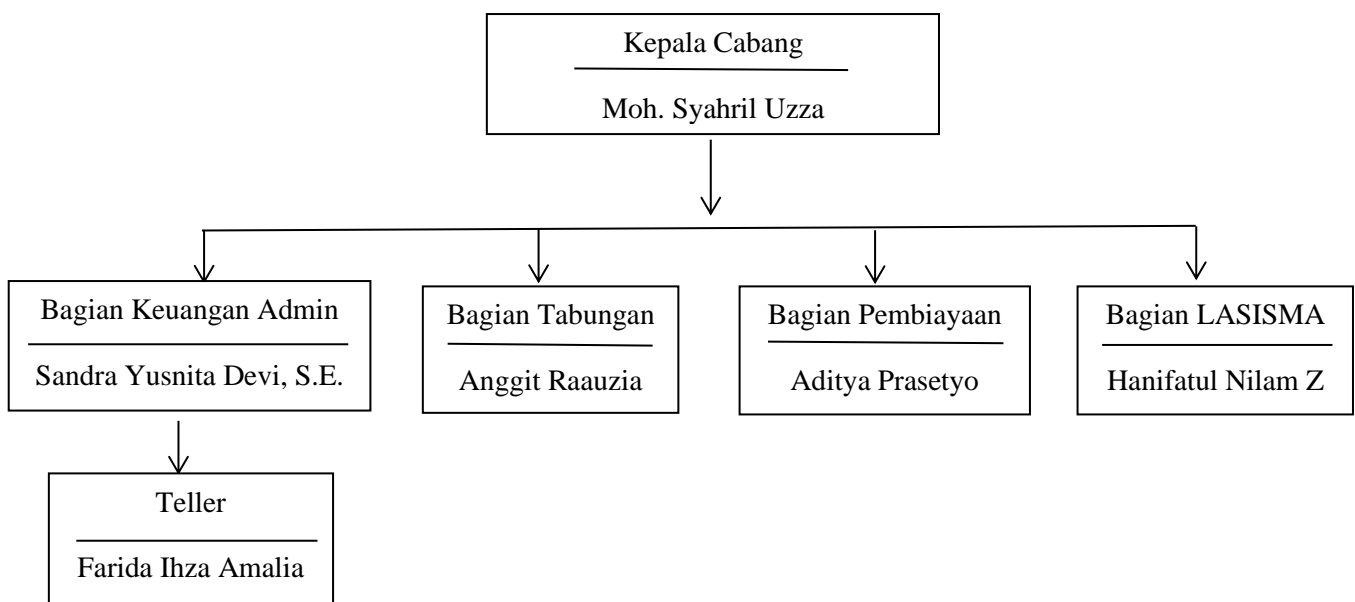 Kepala Cabang
Moh. Syahril Uzza
Bagian Keuangan Admin
Sandra Yusnita Devi, S.E.
Bagian Tabungan
Anggit Raauzia
Bagian Pembiayaan
Aditya Prasetyo
Bagian LASISMA
Hanifatul Nilam Z
Teller
Farida Ihza Amalia